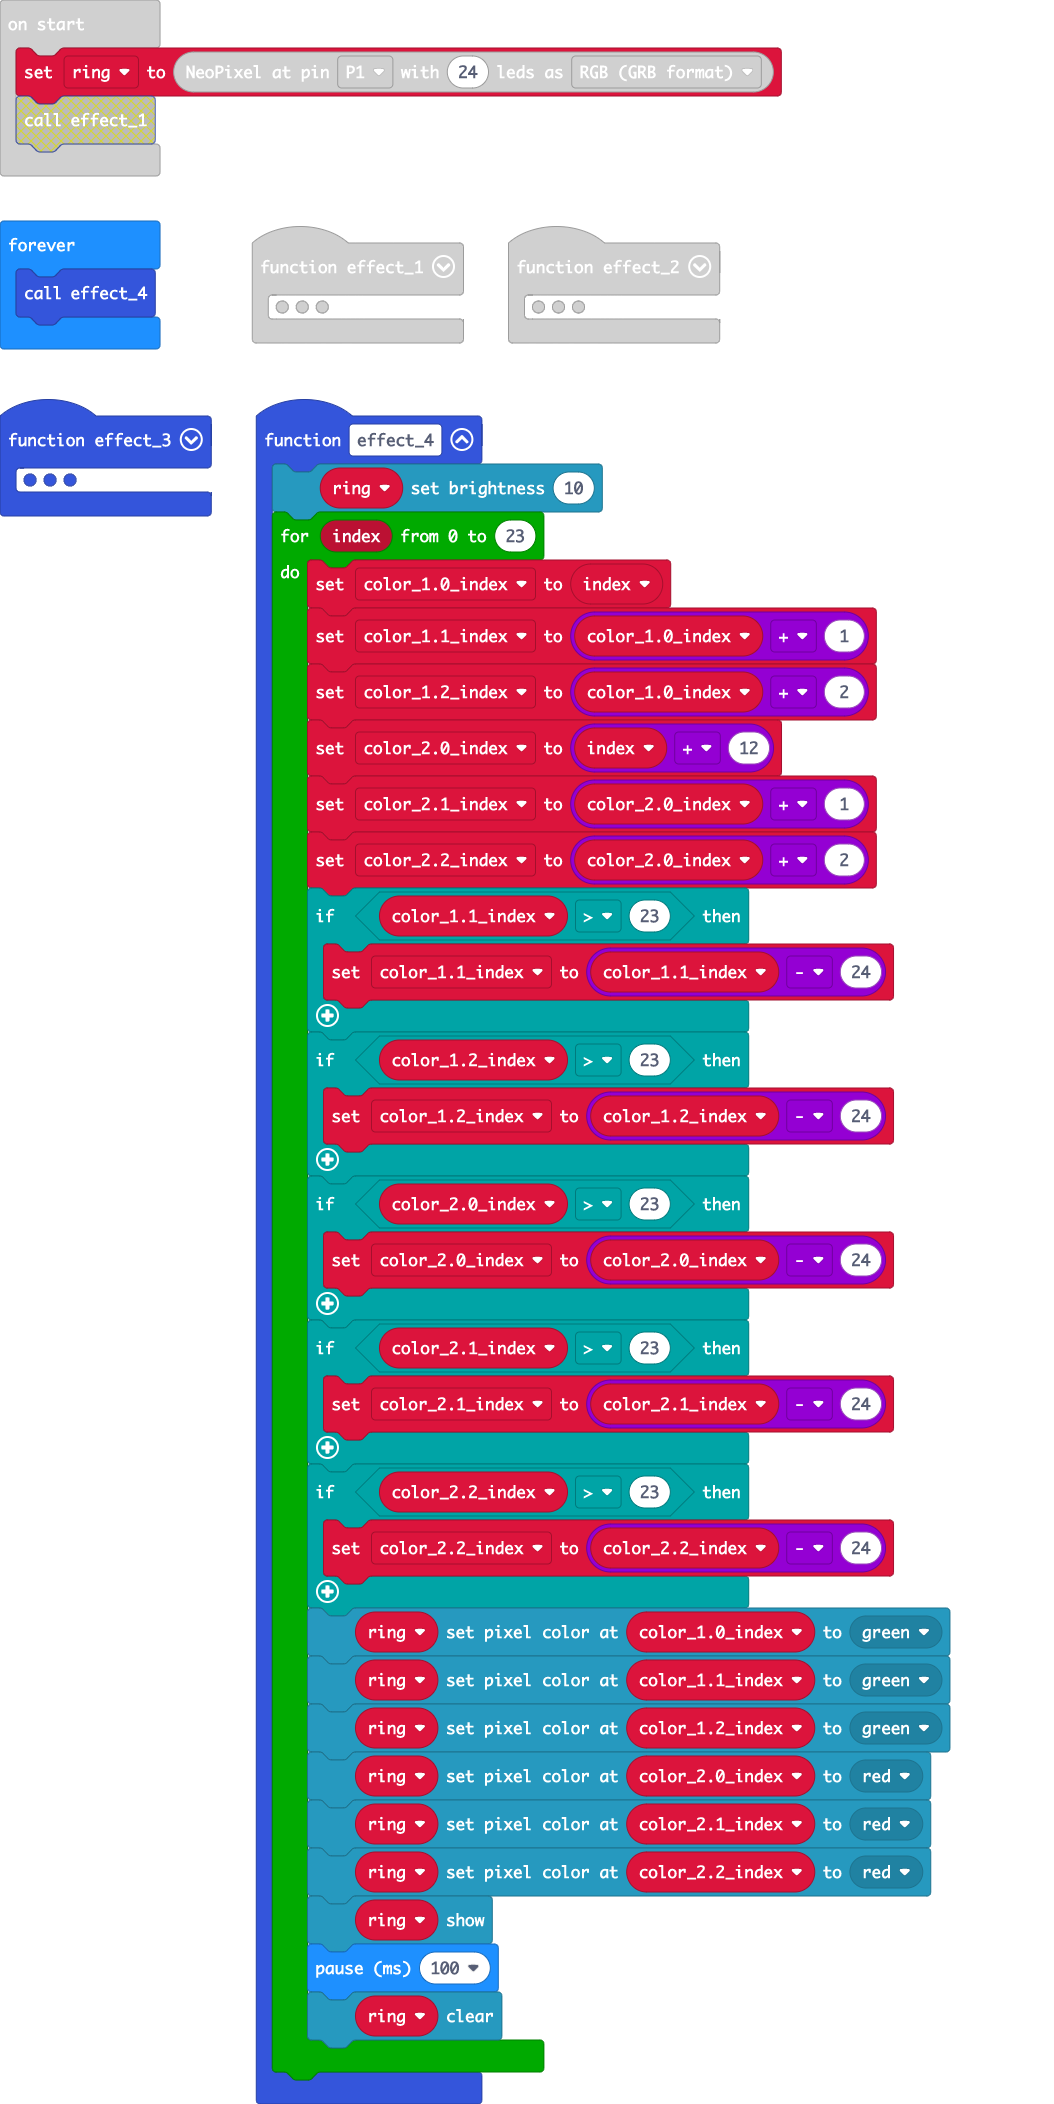 on start
set ring to NeoPixel at pin P1 with 24 leds as RGB (GRB format)
call effect_1
forever
call effect_4
function effect_1
function effect_2
function effect_3
function effect_4
ring set brightness 10
for index from 0 to 23
do
set color_1.0_index to index
set color_1.1_index to color_1.0_index + 1
set color_1.2_index to color_1.0_index + 2
set color_2.0_index to index + 12
set color_2.1_index to color_2.0_index + 1
set color_2.2_index to color_2.0_index + 2
if color_1.1_index > 23 then
set color_1.1_index to color_1.1_index - 24
if color_1.2_index > 23 then
set color_1.2_index to color_1.2_index - 24
if color_2.0_index > 23 then
set color_2.0_index to color_2.0_index - 24
if color_2.1_index > 23 then
set color_2.1_index to color_2.1_index - 24
if color_2.2_index > 23 then
set color_2.2_index to color_2.2_index - 24
ring set pixel color at color_1.0_index to green
ring set pixel color at color_1.1_index to green
ring set pixel color at color_1.2_index to green
ring set pixel color at color_2.0_index to red
ring set pixel color at color_2.1_index to red
ring set pixel color at color_2.2_index to red
ring show
pause (ms) 100
ring clear